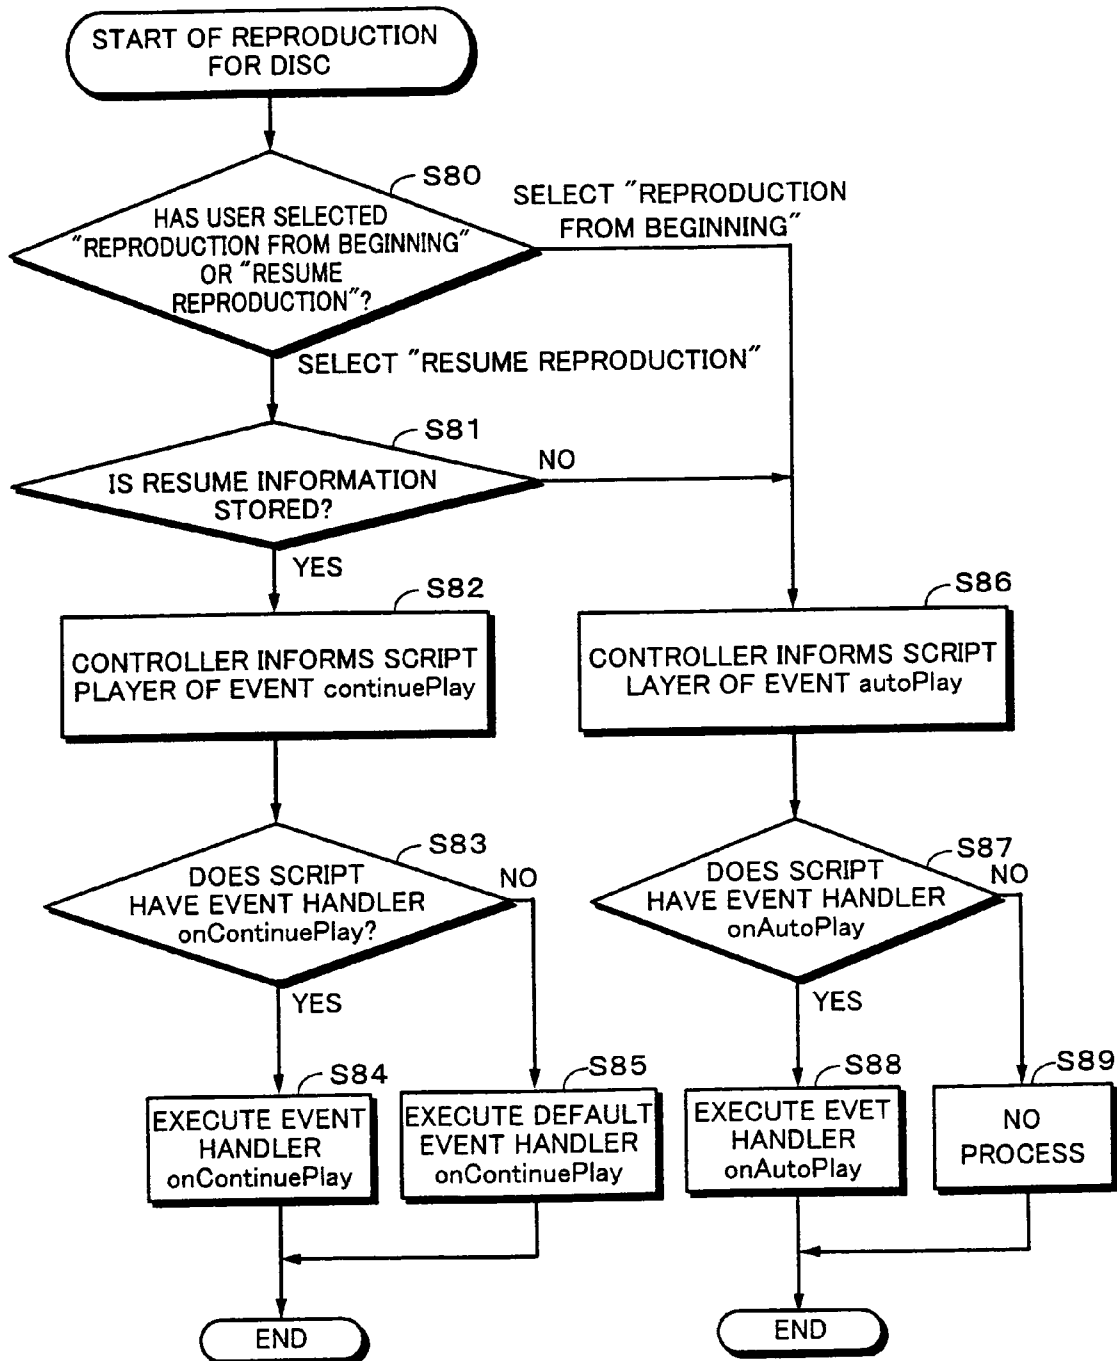 START OF REPRODUCTION
FOR DISC
S80
HAS USER SELECTED
"REPRODUCTION FROM BEGINNING"
OR "RESUME
REPRODUCTION"?
SELECT "REPRODUCTION
FROM BEGINNING"
SELECT "RESUME REPRODUCTION"
S81
IS RESUME INFORMATION
STORED?
NO
YES
S82
CONTROLLER INFORMS SCRIPT
PLAYER OF EVENT continuePlay
S86
CONTROLLER INFORMS SCRIPT
LAYER OF EVENT autoPlay
S83
DOES SCRIPT
HAVE EVENT HANDLER
onContinuePlay?
NO
YES
S87
DOES SCRIPT
HAVE EVENT HANDLER
onAutoPlay
NO
YES
S84
EXECUTE EVENT
HANDLER
onContinuePlay
S85
EXECUTE DEFAULT
EVENT HANDLER
onContinuePlay
S88
EXECUTE EVET
HANDLER
onAutoPlay
S89
NO
PROCESS
END
END